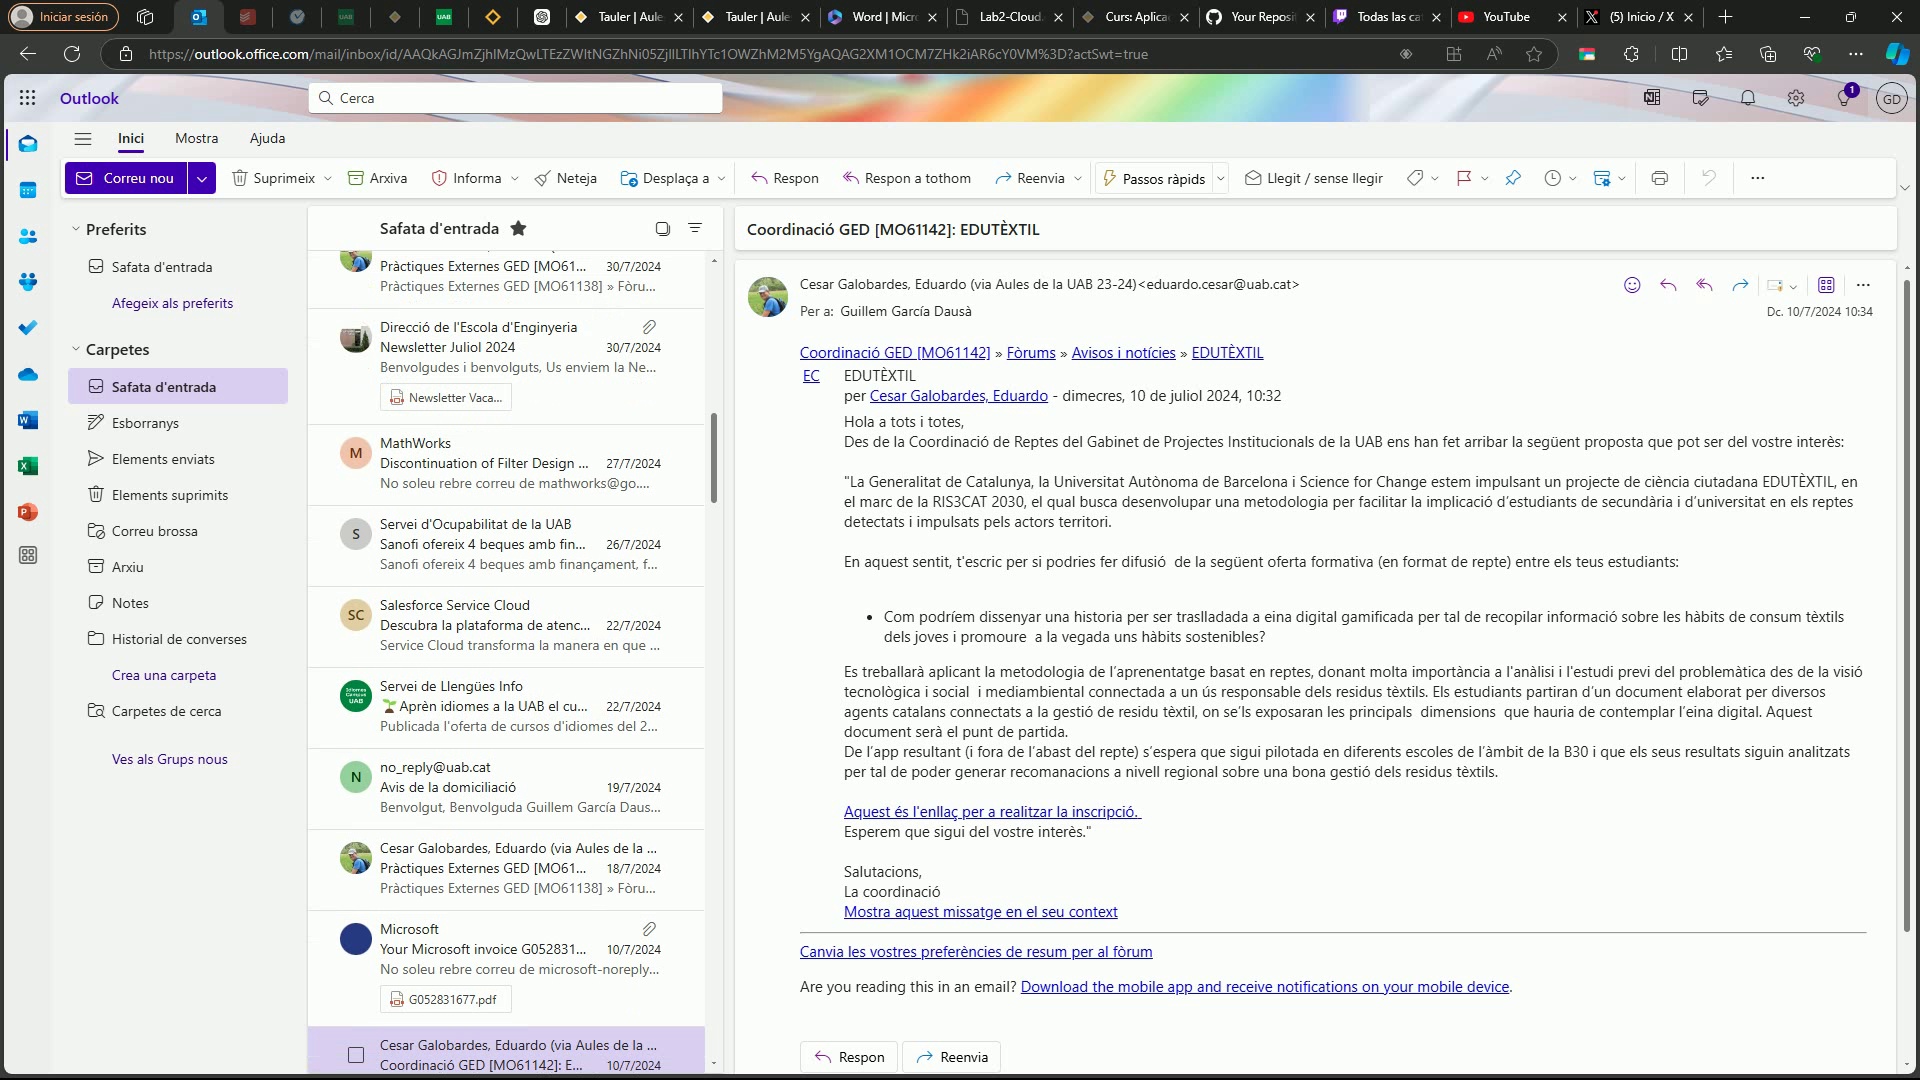 Iniciar sesión
Tauler | Aule
Tauler | Aule
Word | Micr
Lab2-Cloud
Curs: Aplica
Your Reposi
Todas las ca
YouTube
(5) Inicio / X
https://outlook.office.com/mail/inbox/id/AAQkAGJmZjhlMzQwLTEzZWItNGZhNi05ZjllLTlhYTc1OWZhM2M5YgAQAG2XM1OCM7ZHk2iAR6cY0VM%3D?actSwt=true
Outlook
Cerca
1
GD
Inici
Mostra
Ajuda
Correu nou
Suprimeix
Arxiva
Informa
Neteja
Desplaça a
Respon
Respon a tothom
Reenvia
Passos ràpids
Llegit / sense llegir
Preferits
Safata d'entrada
Afegeix als preferits
Carpetes
Safata d'entrada
Esborranys
Elements enviats
Elements suprimits
Correu brossa
Arxiu
Notes
Historial de converses
Crea una carpeta
Carpetes de cerca
Ves als Grups nous
Safata d'entrada
Pràctiques Externes GED [MO61... 30/7/2024
Pràctiques Externes GED [MO61138] » Fòru...
Direcció de l'Escola d'Enginyeria
Newsletter Juliol 2024 30/7/2024
Benvolgudes i benvolguts, Us enviem la Ne...
Newsletter Vaca...
M
MathWorks
Discontinuation of Filter Design ... 27/7/2024
No soleu rebre correu de mathworks@go....
S
Servei d'Ocupabilitat de la UAB
Sanofi ofereix 4 beques amb fin... 26/7/2024
Sanofi ofereix 4 beques amb finançament, f...
SC
Salesforce Service Cloud
Descubra la plataforma de atenc... 22/7/2024
Service Cloud transforma la manera en que ...
Servei de Llengües Info
Aprèn idiomes a la UAB el cu... 22/7/2024
Publicada l'oferta de cursos d'idiomes del 2...
N
no_reply@uab.cat
Avis de la domiciliació 19/7/2024
Benvolgut, Benvolguda Guillem García Daus...
Cesar Galobardes, Eduardo (via Aules de la ...
Pràctiques Externes GED [MO61... 18/7/2024
Pràctiques Externes GED [MO61138] » Fòru...
Microsoft
Your Microsoft invoice G052831... 10/7/2024
No soleu rebre correu de microsoft-noreply...
G052831677.pdf
Cesar Galobardes, Eduardo (via Aules de la ...
Coordinació GED [MO61142]: E... 10/7/2024
Coordinació GED [MO61142]: EDUTÈXTIL
Cesar Galobardes, Eduardo (via Aules de la UAB 23-24)<eduardo.cesar@uab.cat>
Per a: Guillem García Dausà
Dc. 10/7/2024 10:34
Coordinació GED [MO61142] » Fòrums » Avisos i notícies » EDUTÈXTIL
EC
EDUTÈXTIL
per Cesar Galobardes, Eduardo - dimecres, 10 de juliol 2024, 10:32
Hola a tots i totes,
Des de la Coordinació de Reptes del Gabinet de Projectes Institucionals de la UAB ens han fet arribar la següent proposta que pot ser del vostre interès:
"La Generalitat de Catalunya, la Universitat Autònoma de Barcelona i Science for Change estem impulsant un projecte de ciència ciutadana EDUTÈXTIL, en
el marc de la RIS3CAT 2030, el qual busca desenvolupar una metodologia per facilitar la implicació d'estudiants de secundària i d'universitat en els reptes
detectats i impulsats pels actors territori.
En aquest sentit, t'escric per si podries fer difusió de la següent oferta formativa (en format de repte) entre els teus estudiants:
• Com podríem dissenyar una historia per ser traslladada a eina digital gamificada per tal de recopilar informació sobre les hàbits de consum tèxtils
dels joves i promoure a la vegada uns hàbits sostenibles?
Es treballarà aplicant la metodologia de l'aprenentatge basat en reptes, donant molta importància a l'anàlisi i l'estudi previ del problemàtica des de la visió
tecnològica i social i mediambiental connectada a un ús responsable dels residus tèxtils. Els estudiants partiran d'un document elaborat per diversos
agents catalans connectats a la gestió de residu tèxtil, on se'ls exposaran les principals dimensions que hauria de contemplar l'eina digital. Aquest
document serà el punt de partida.
De l'app resultant (i fora de l'abast del repte) s'espera que sigui pilotada en diferents escoles de l'àmbit de la B30 i que els seus resultats siguin analitzats
per tal de poder generar recomanacions a nivell regional sobre una bona gestió dels residus tèxtils.
Aquest és l'enllaç per a realitzar la inscripció.
Esperem que sigui del vostre interès."
Salutacions,
La coordinació
Mostra aquest missatge en el seu context
Canvia les vostres preferències de resum per al fòrum
Are you reading this in an email? Download the mobile app and receive notifications on your mobile device.
Respon
Reenvia